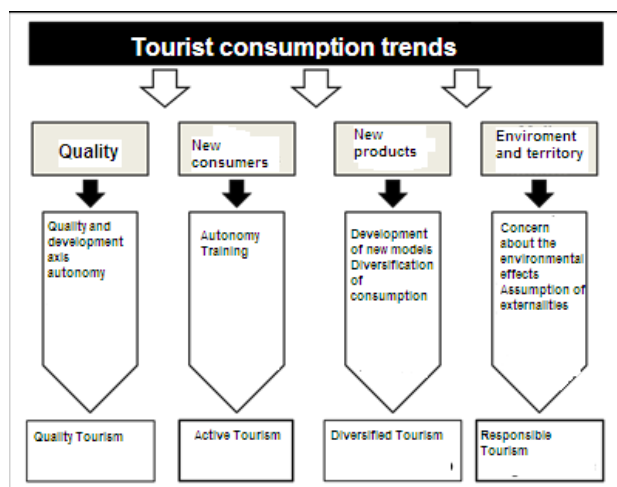 Tourist consumption trends
Quality
New
consumers
New
products
Enviroment
and territory
Quality and
development
axis
autonomy
Autonomy
Training
Development
of new models
Diversification
of
consumption
Concern
about the
environmental
effects
Assumption of
externalities
Quality Tourism
Active Tourism
Diversified Tourism
Responsible
Tourism